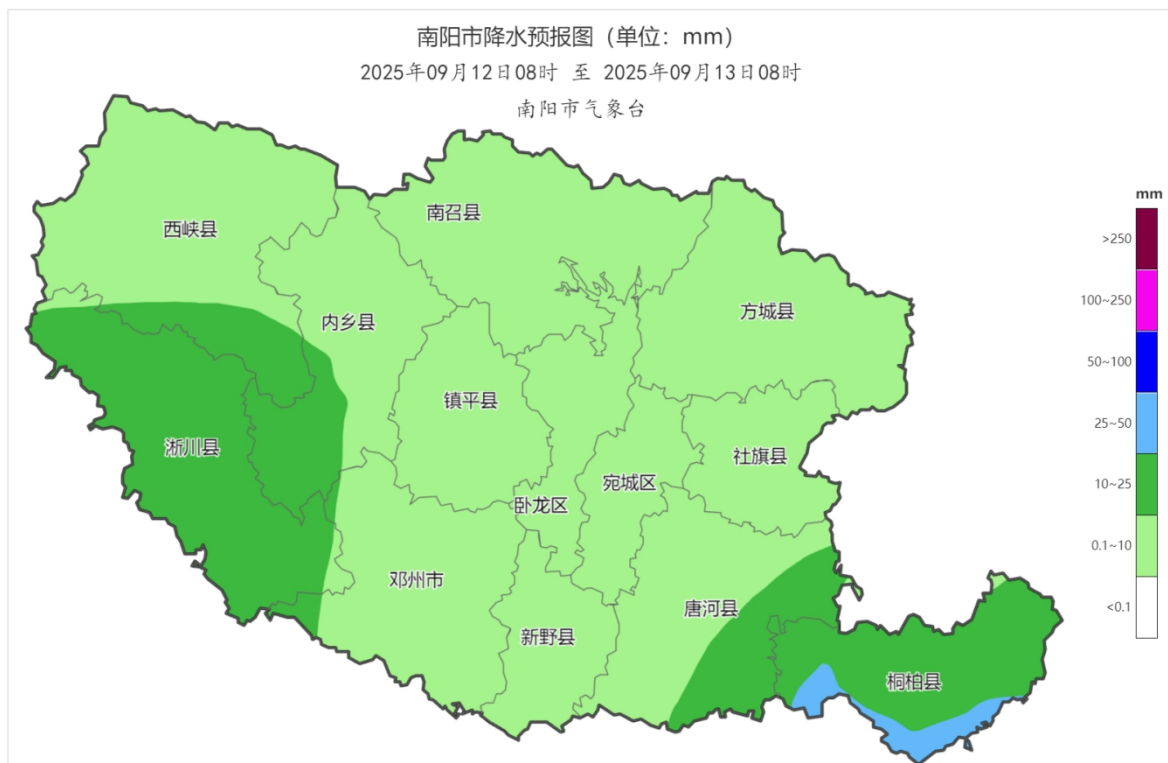 南阳市降水预报图（单位：mm）
2025年09月12日08时 至 2025年09月13日08时
南阳市气象台
西峡县
南召县
方城县
内乡县
镇平县
淅川县
社旗县
宛城区
卧龙区
邓州市
唐河县
新野县
桐柏县
mm
>250
100~250
50~100
25~50
10~25
0.1~10
<0.1